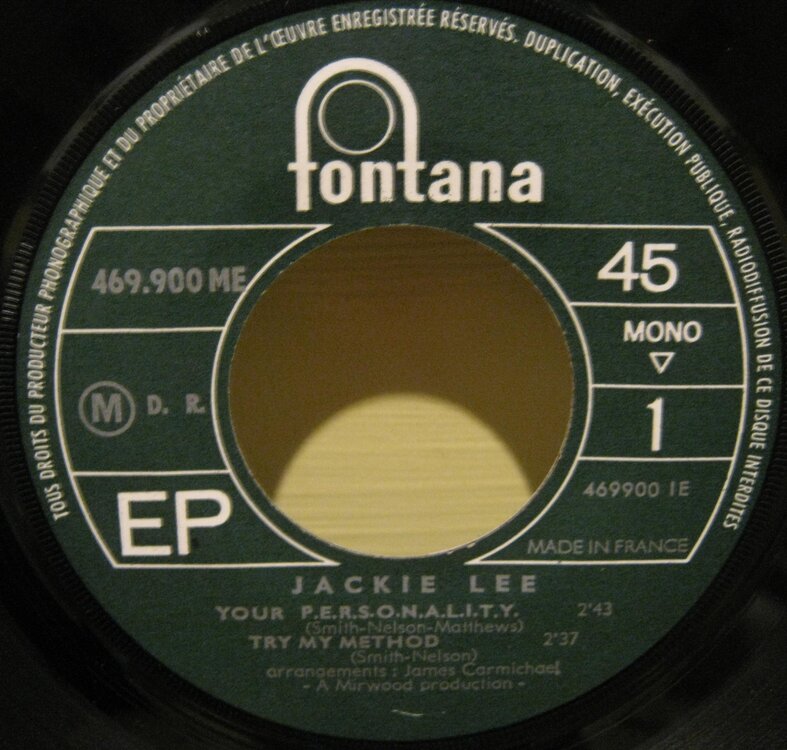 TOUS DROITS DU PRODUCTEUR PHONOGRAPHIQUE ET DU PROPRIÉTAIRE DE L'ŒUVRE ENREGISTRÉE RÉSERVÉS. DUPLICATION, EXÉCUTION PUBLIQUE, RADIODIFFUSION DE CE DISQUE INTERDITES
fontana
469.900 ME
M D. R.
EP
45
MONO
1
469900 1E
MADE IN FRANCE
JACKIE LEE
YOUR P.E.R.S.O.N.A.L.I.T.Y. 2'43
(Smith-Nelson-Matthews)
TRY MY METHOD 2'37
(Smith-Nelson)
arrangements : James Carmichael
- A Mirwood production -